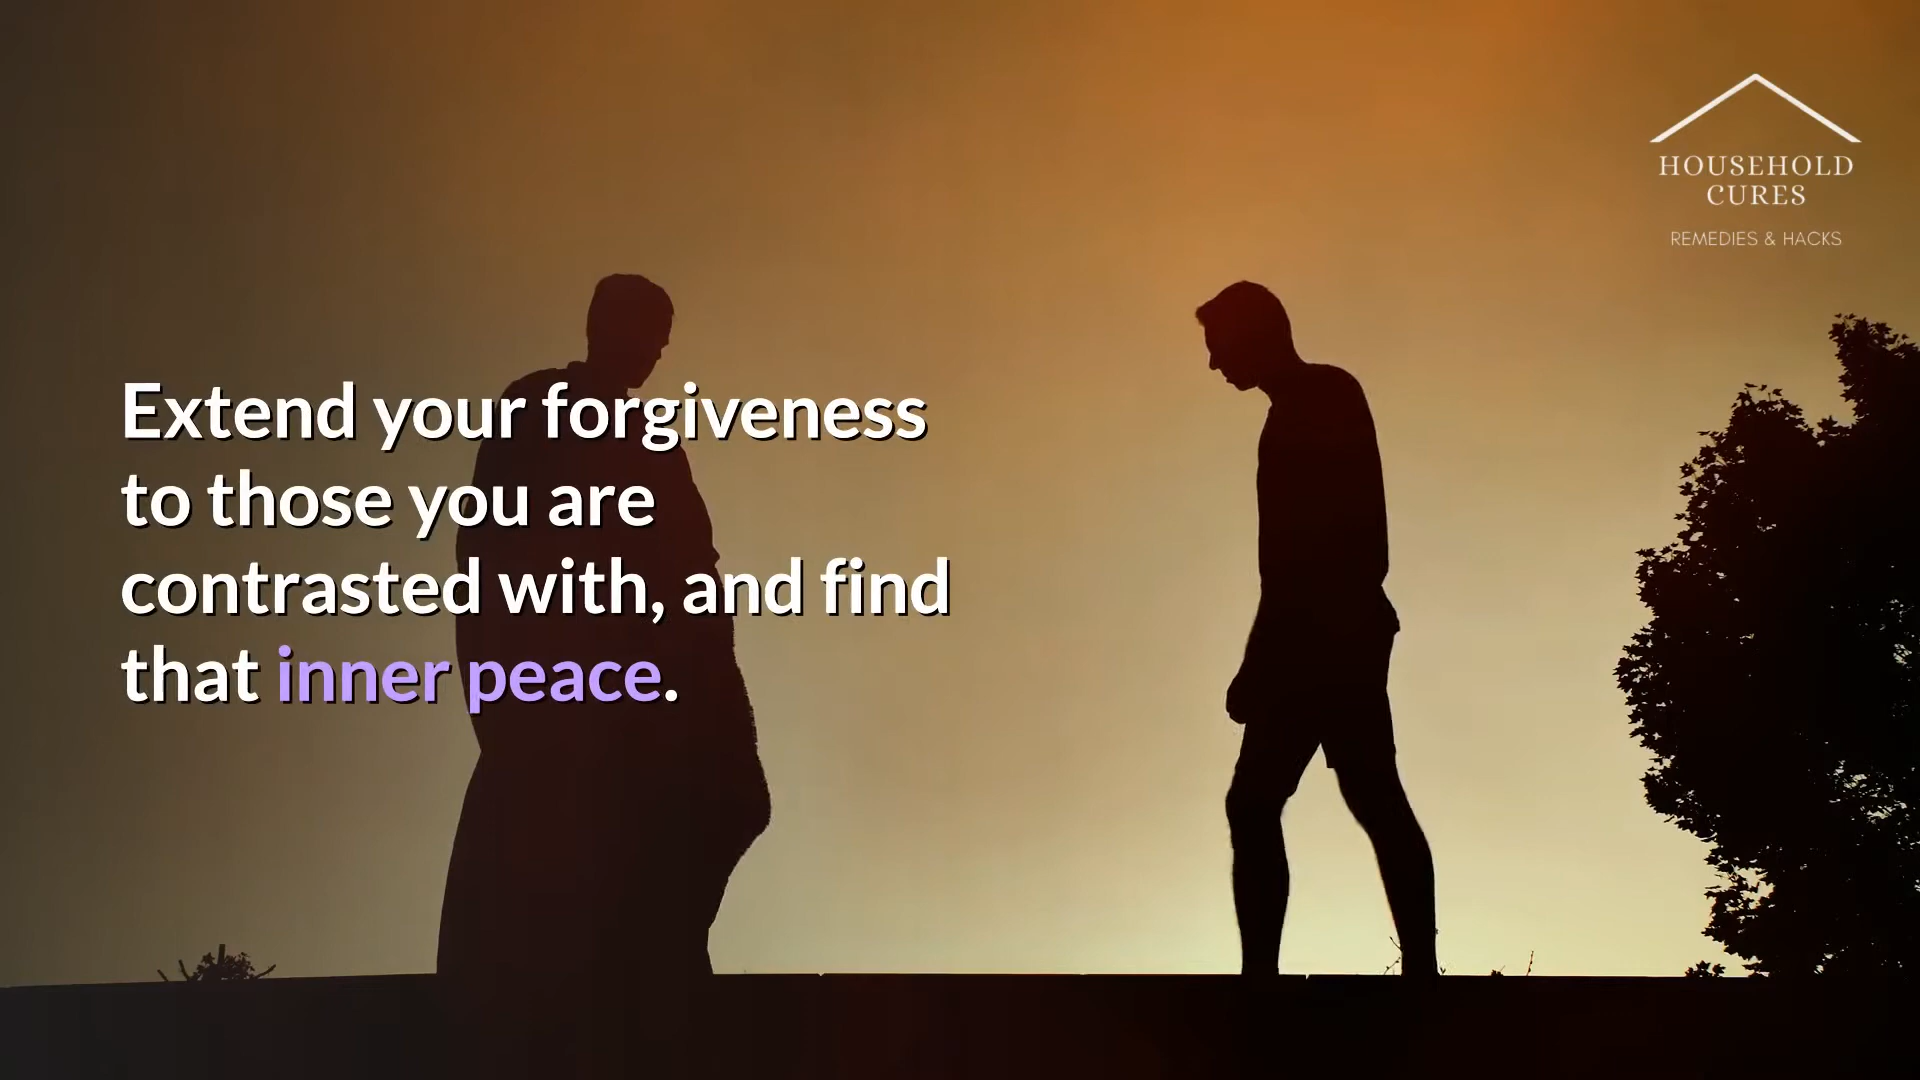 HOUSEHOLD
CURES
REMEDIES & HACKS
Extend your forgiveness
to those you are
contrasted with, and find
that inner peace.